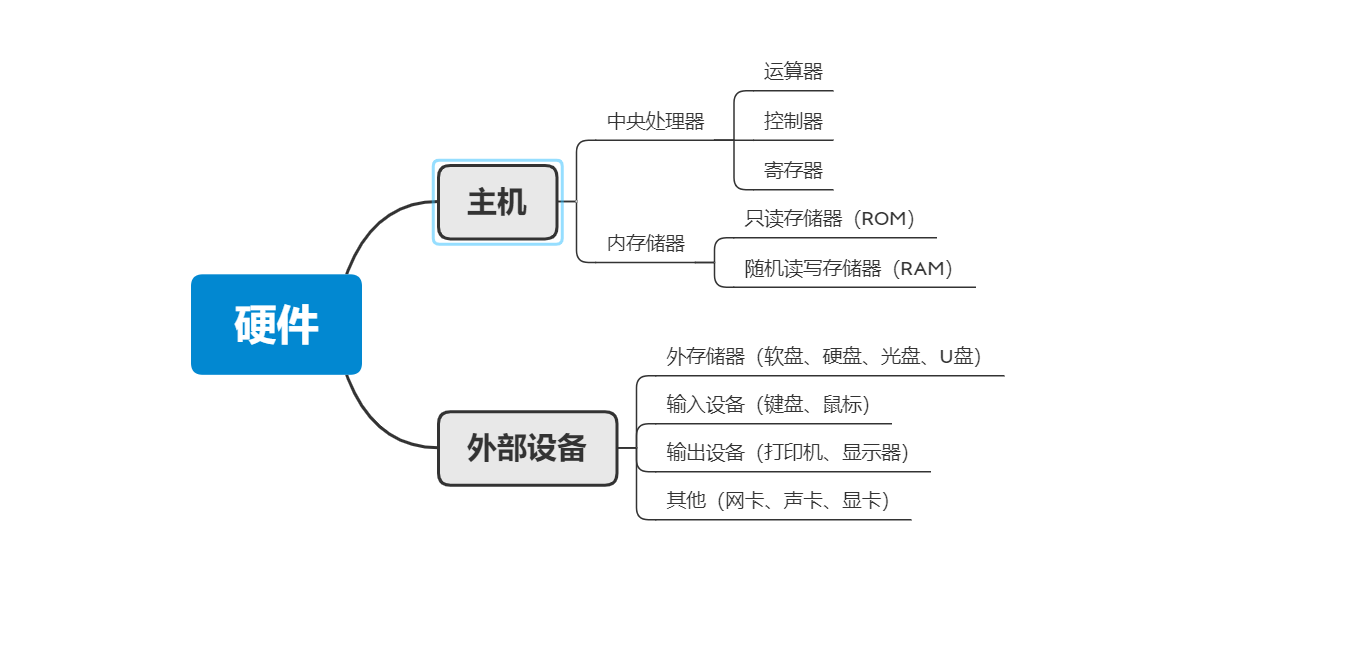 硬件
主机
中央处理器
运算器
控制器
寄存器
内存储器
只读存储器（ROM）
随机读写存储器（RAM）
外部设备
外存储器（软盘、硬盘、光盘、U盘）
输入设备（键盘、鼠标）
输出设备（打印机、显示器）
其他（网卡、声卡、显卡）